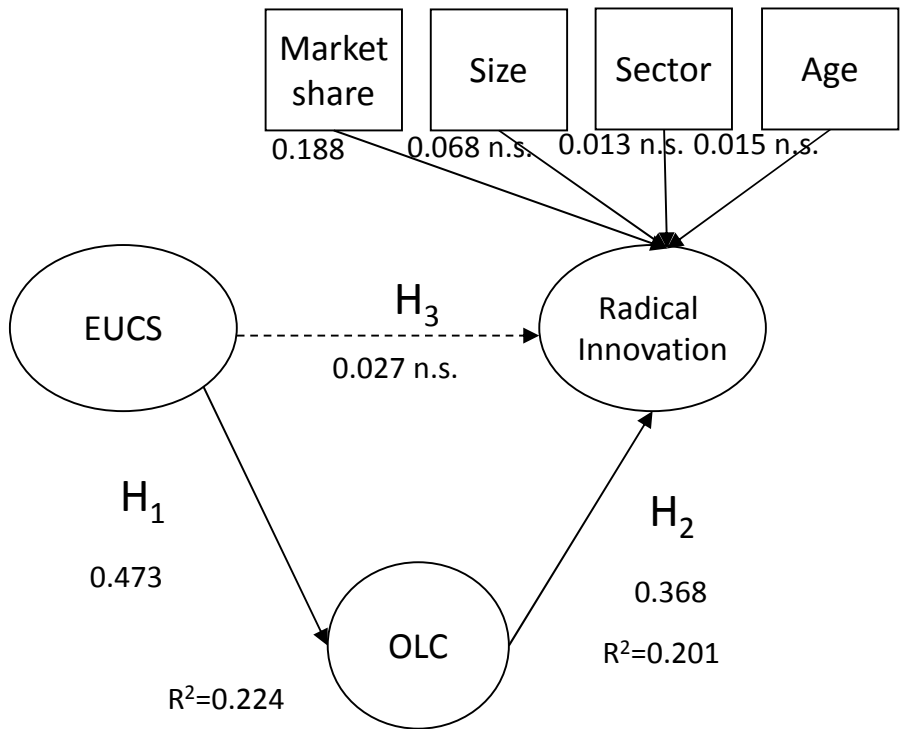 Market
share
Size
Sector
Age
0.188
0.068 n.s.
0.013 n.s.
0.015 n.s.
EUCS
H₃
0.027 n.s.
Radical
Innovation
H₁
0.473
H₂
0.368
OLC
R²=0.201
R²=0.224